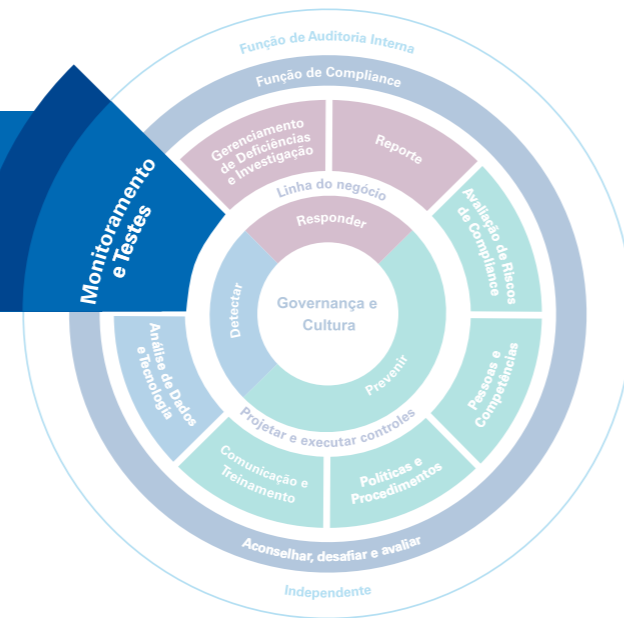 Função de Auditoria Interna
Função de Compliance
Gerenciamento
de Deficiências
e Investigação
Reporte
Linha do negócio
Monitoramento
e Testes
Responder
Avaliação de Riscos
de Compliance
Detectar
Governança e
Cultura
Prevenir
Análise de Dados
e Tecnologia
Pessoas e
Competências
Projetar e executar controles
Comunicação e
Treinamento
Políticas e
Procedimentos
Aconselhar, desafiar e avaliar
Independente